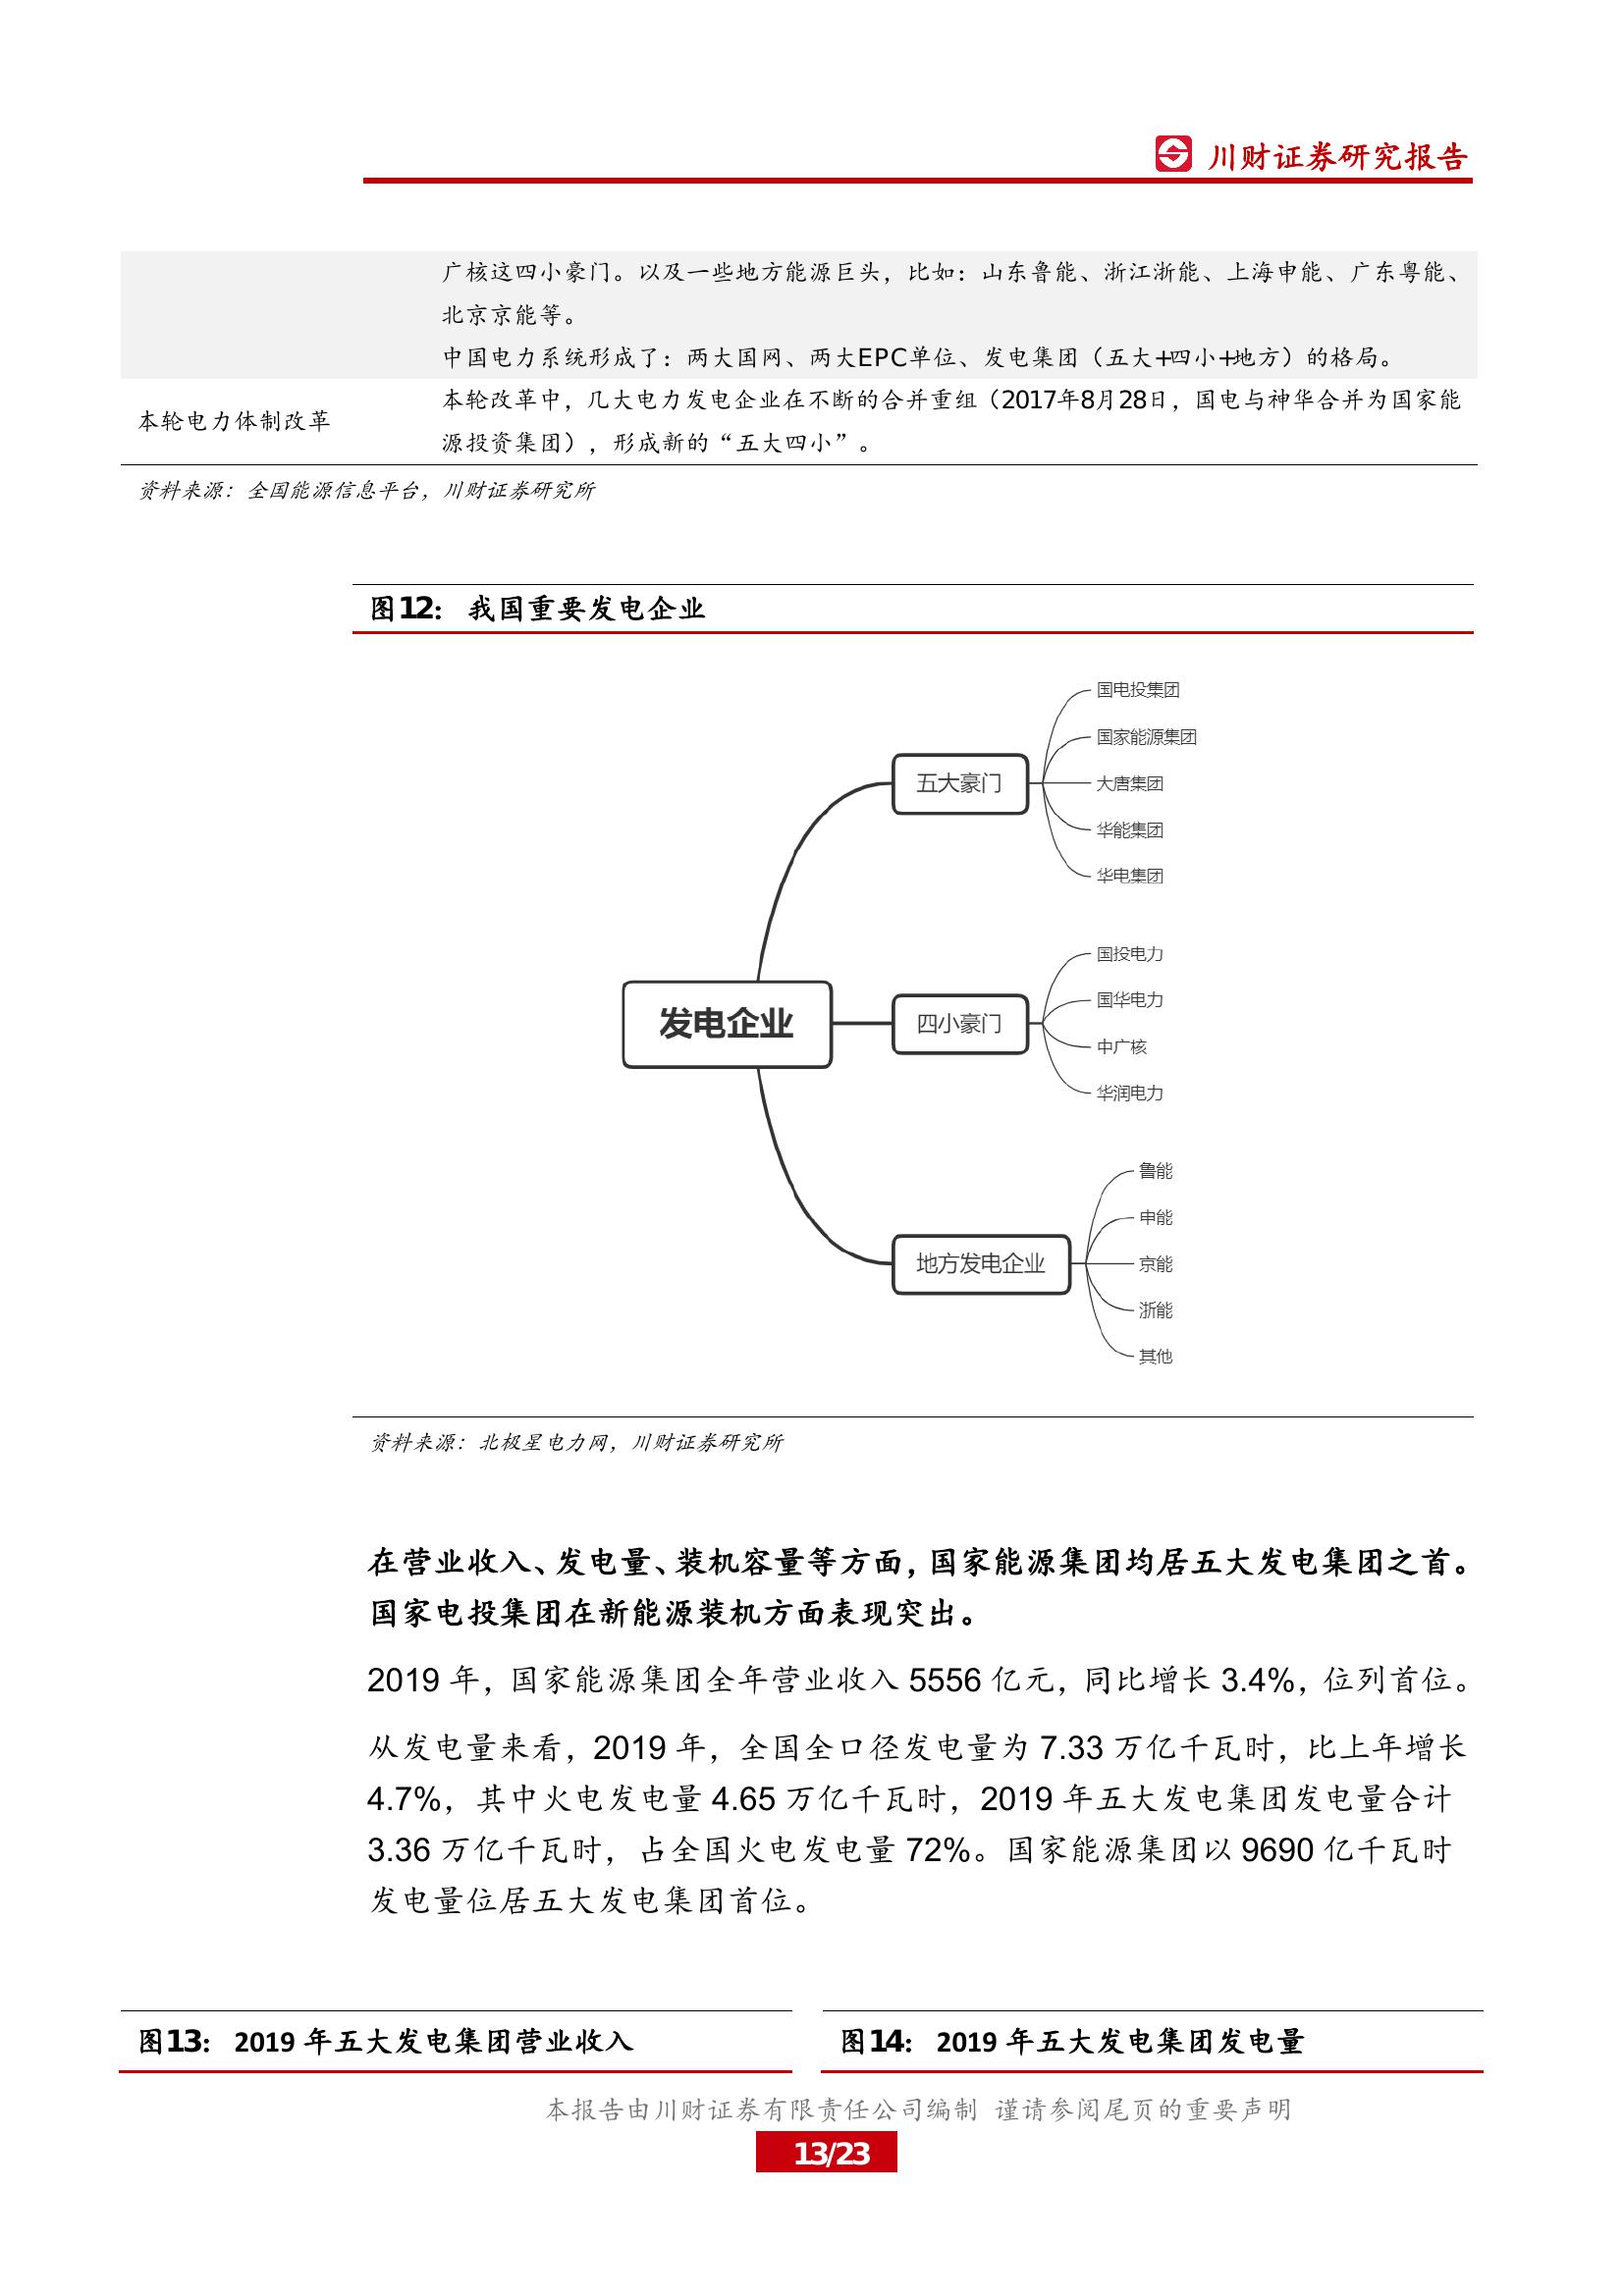 川财证券研究报告
广核这四小豪门。以及一些地方能源巨头，比如：山东鲁能、浙江浙能、上海申能、广东粤能、
北京京能等。
中国电力系统形成了：两大国网、两大EPC单位、发电集团（五大+四小+地方）的格局。
本轮电力体制改革
本轮改革中，几大电力发电企业在不断的合并重组（2017年8月28日，国电与神华合并为国家能
源投资集团），形成新的“五大四小”。
资料来源：全国能源信息平台，川财证券研究所
图12： 我国重要发电企业
发电企业
五大豪门
国电投集团
国家能源集团
大唐集团
华能集团
华电集团
四小豪门
国投电力
国华电力
中广核
华润电力
地方发电企业
鲁能
申能
京能
浙能
其他
资料来源：北极星电力网，川财证券研究所
在营业收入、发电量、装机容量等方面，国家能源集团均居五大发电集团之首。
国家电投集团在新能源装机方面表现突出。
2019 年，国家能源集团全年营业收入 5556 亿元，同比增长 3.4%，位列首位。
从发电量来看，2019 年，全国全口径发电量为 7.33 万亿千瓦时，比上年增长
4.7%，其中火电发电量 4.65 万亿千瓦时，2019 年五大发电集团发电量合计
3.36 万亿千瓦时，占全国火电发电量 72%。国家能源集团以 9690 亿千瓦时
发电量位居五大发电集团首位。
图13： 2019 年五大发电集团营业收入
图14： 2019 年五大发电集团发电量
本报告由川财证券有限责任公司编制 谨请参阅尾页的重要声明
13/23